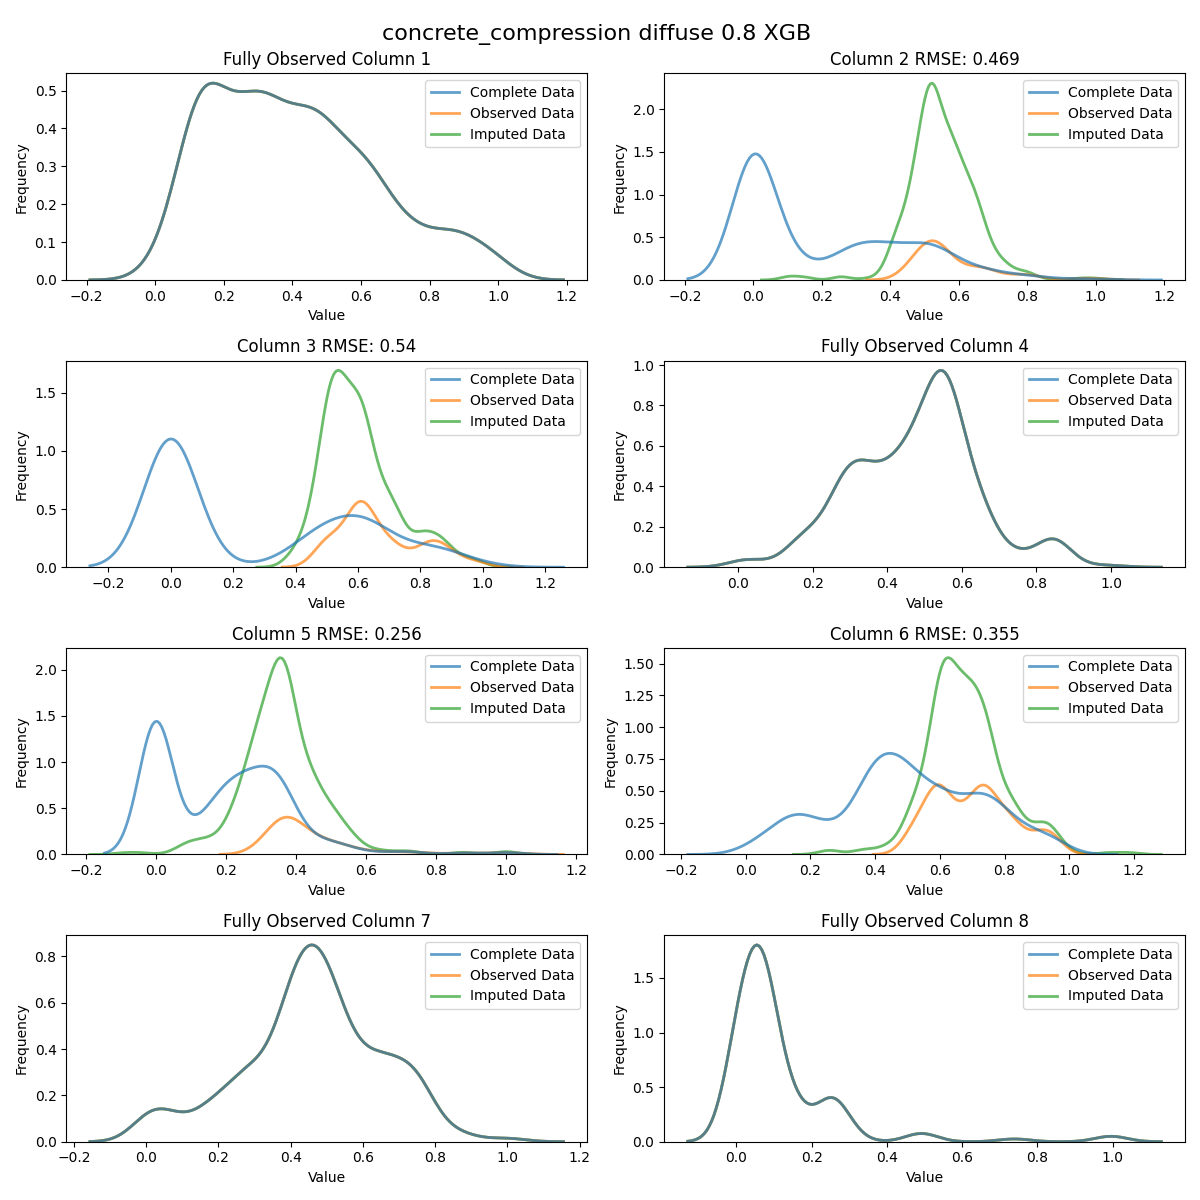 concrete_compression diffuse 0.8 XGB
Fully Observed Column 1
Frequency
0.5
0.4
0.3
0.2
0.1
0.0
−0.2 0.0 0.2 0.4 0.6 0.8 1.0 1.2
Value
Complete Data
Observed Data
Imputed Data
Column 2 RMSE: 0.469
Frequency
2.0
1.5
1.0
0.5
0.0
−0.2 0.0 0.2 0.4 0.6 0.8 1.0 1.2
Value
Complete Data
Observed Data
Imputed Data
Column 3 RMSE: 0.54
Frequency
1.5
1.0
0.5
0.0
−0.2 0.0 0.2 0.4 0.6 0.8 1.0 1.2
Value
Complete Data
Observed Data
Imputed Data
Fully Observed Column 4
Frequency
1.0
0.8
0.6
0.4
0.2
0.0
0.0 0.2 0.4 0.6 0.8 1.0
Value
Complete Data
Observed Data
Imputed Data
Column 5 RMSE: 0.256
Frequency
2.0
1.5
1.0
0.5
0.0
−0.2 0.0 0.2 0.4 0.6 0.8 1.0 1.2
Value
Complete Data
Observed Data
Imputed Data
Column 6 RMSE: 0.355
Frequency
1.50
1.25
1.00
0.75
0.50
0.25
0.00
−0.2 0.0 0.2 0.4 0.6 0.8 1.0 1.2
Value
Complete Data
Observed Data
Imputed Data
Fully Observed Column 7
Frequency
0.8
0.6
0.4
0.2
0.0
−0.2 0.0 0.2 0.4 0.6 0.8 1.0 1.2
Value
Complete Data
Observed Data
Imputed Data
Fully Observed Column 8
Frequency
1.5
1.0
0.5
0.0
0.0 0.2 0.4 0.6 0.8 1.0
Value
Complete Data
Observed Data
Imputed Data